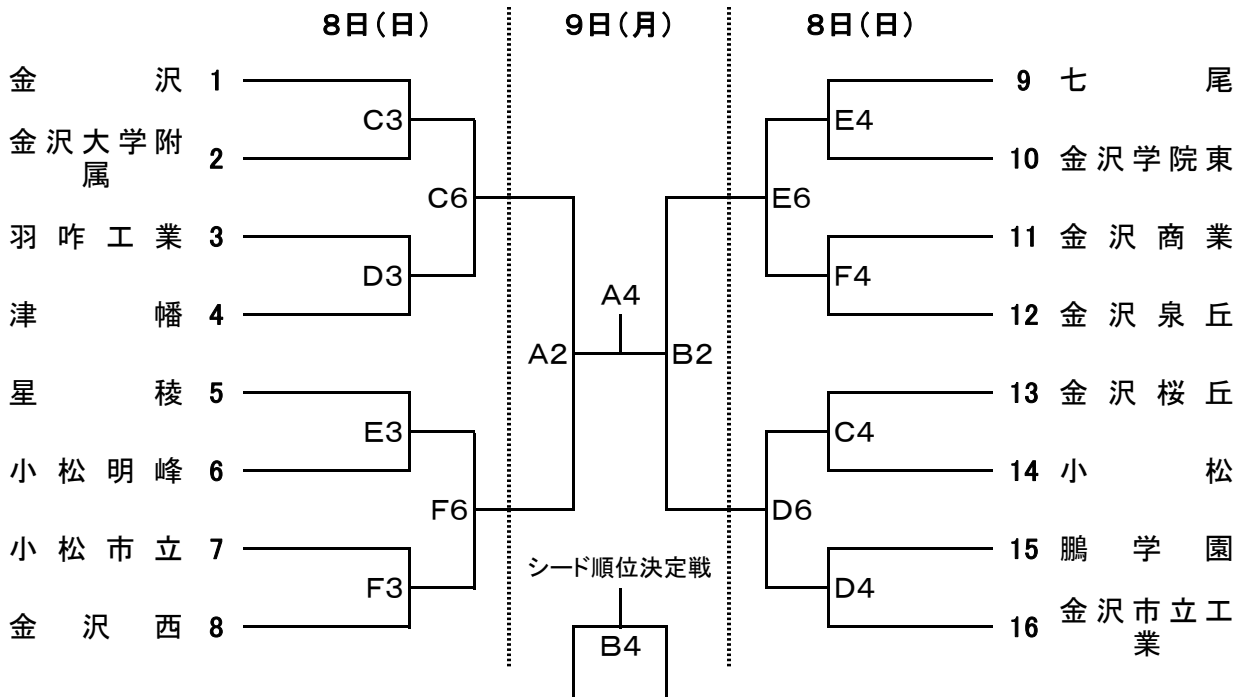 8日(日) 9日(月) 8日(日)
金沢 1
C3
金沢大学附属 2
C6
羽咋工業 3
D3
津幡 4
A2
星稜 5
E3
小松明峰 6
F6
小松市立 7
F3
金沢西 8
A4
シード順位決定戦
B4
9 七尾
E4
10 金沢学院東
E6
11 金沢商業
F4
12 金沢泉丘
B2
13 金沢桜丘
C4
14 小松
D6
15 鵬学園
D4
16 金沢市立工業